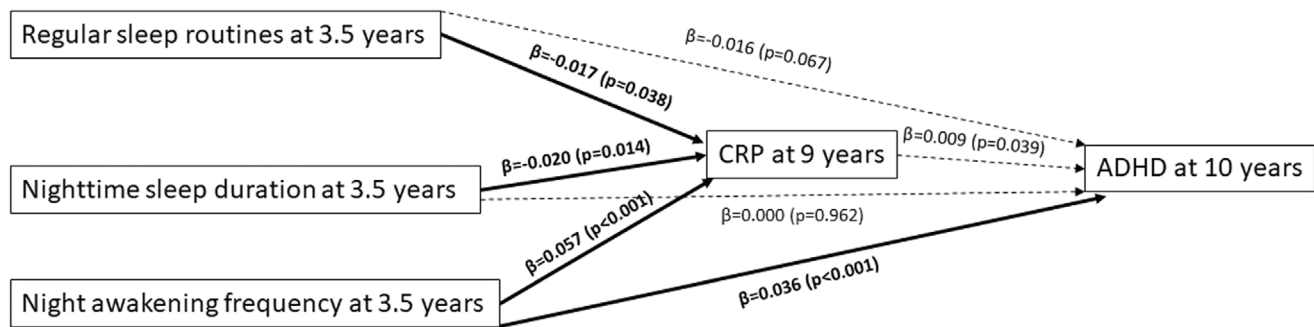 Regular sleep routines at 3.5 years
β=-0.016 (p=0.067)
β=-0.017 (p=0.038)
CRP at 9 years
β=0.009 (p=0.039)
ADHD at 10 years
β=-0.020 (p=0.014)
Nighttime sleep duration at 3.5 years
β=0.000 (p=0.962)
β=0.057 (p<0.001)
β=0.036 (p<0.001)
Night awakening frequency at 3.5 years